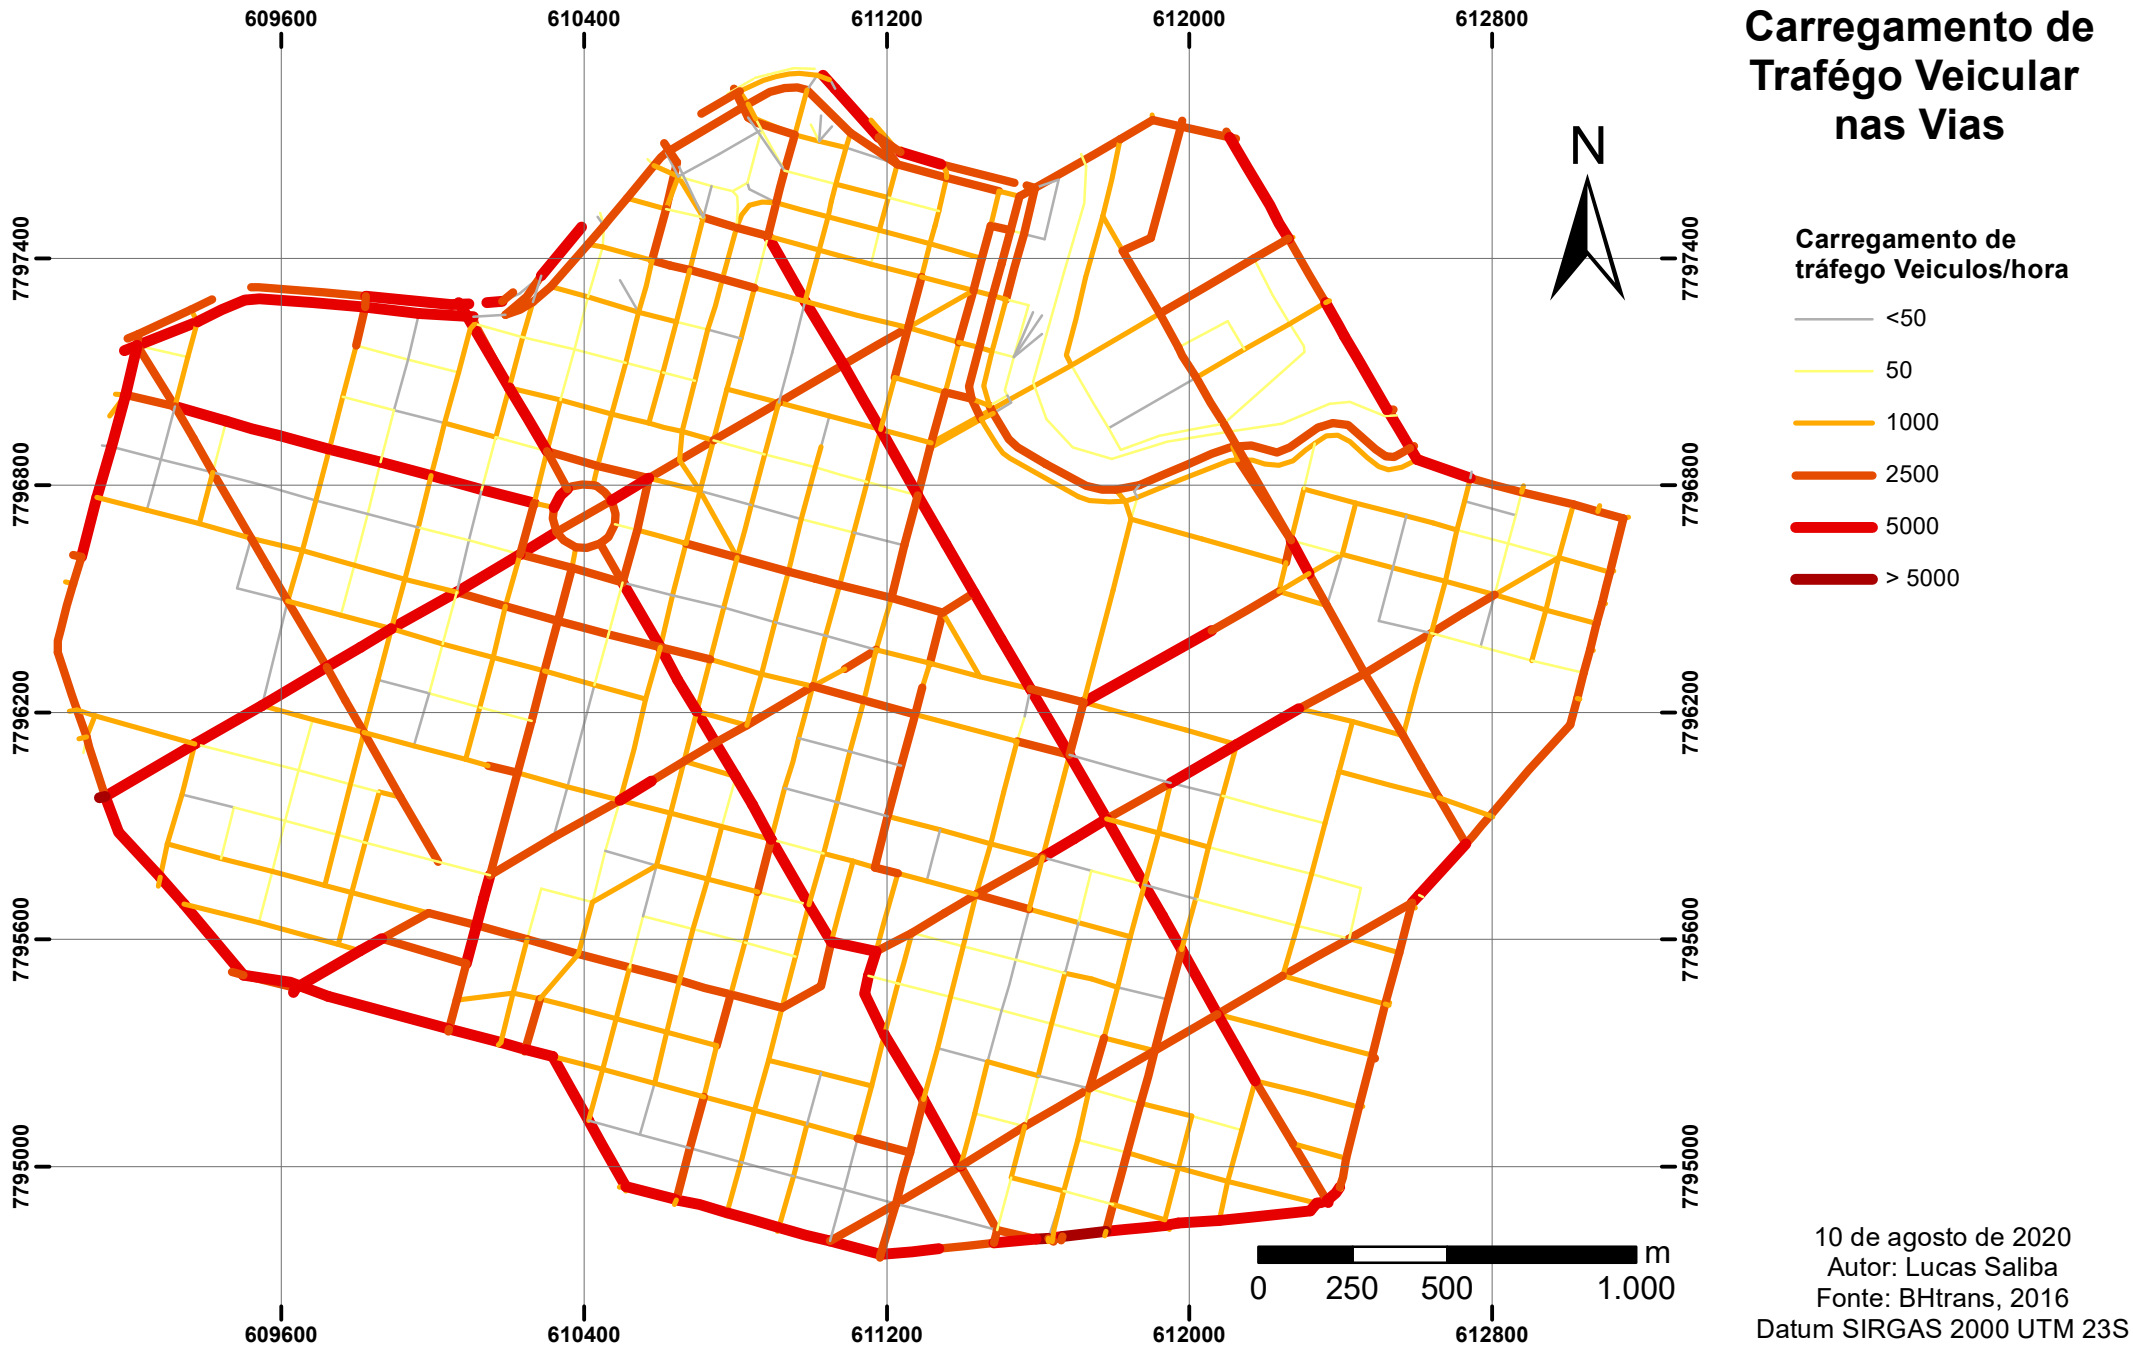 609600
610400
611200
612000
612800
Carregamento de
Trafégo Veicular
nas Vias
N
7797400
7797400
Carregamento de
tráfego Veiculos/hora
<50
50
1000
2500
5000
> 5000
7796800
7796800
7796200
7796200
7795600
7795600
7795000
7795000
m
0
250
500
1.000
10 de agosto de 2020
Autor: Lucas Saliba
Fonte: BHtrans, 2016
Datum SIRGAS 2000 UTM 23S
609600
610400
611200
612000
612800